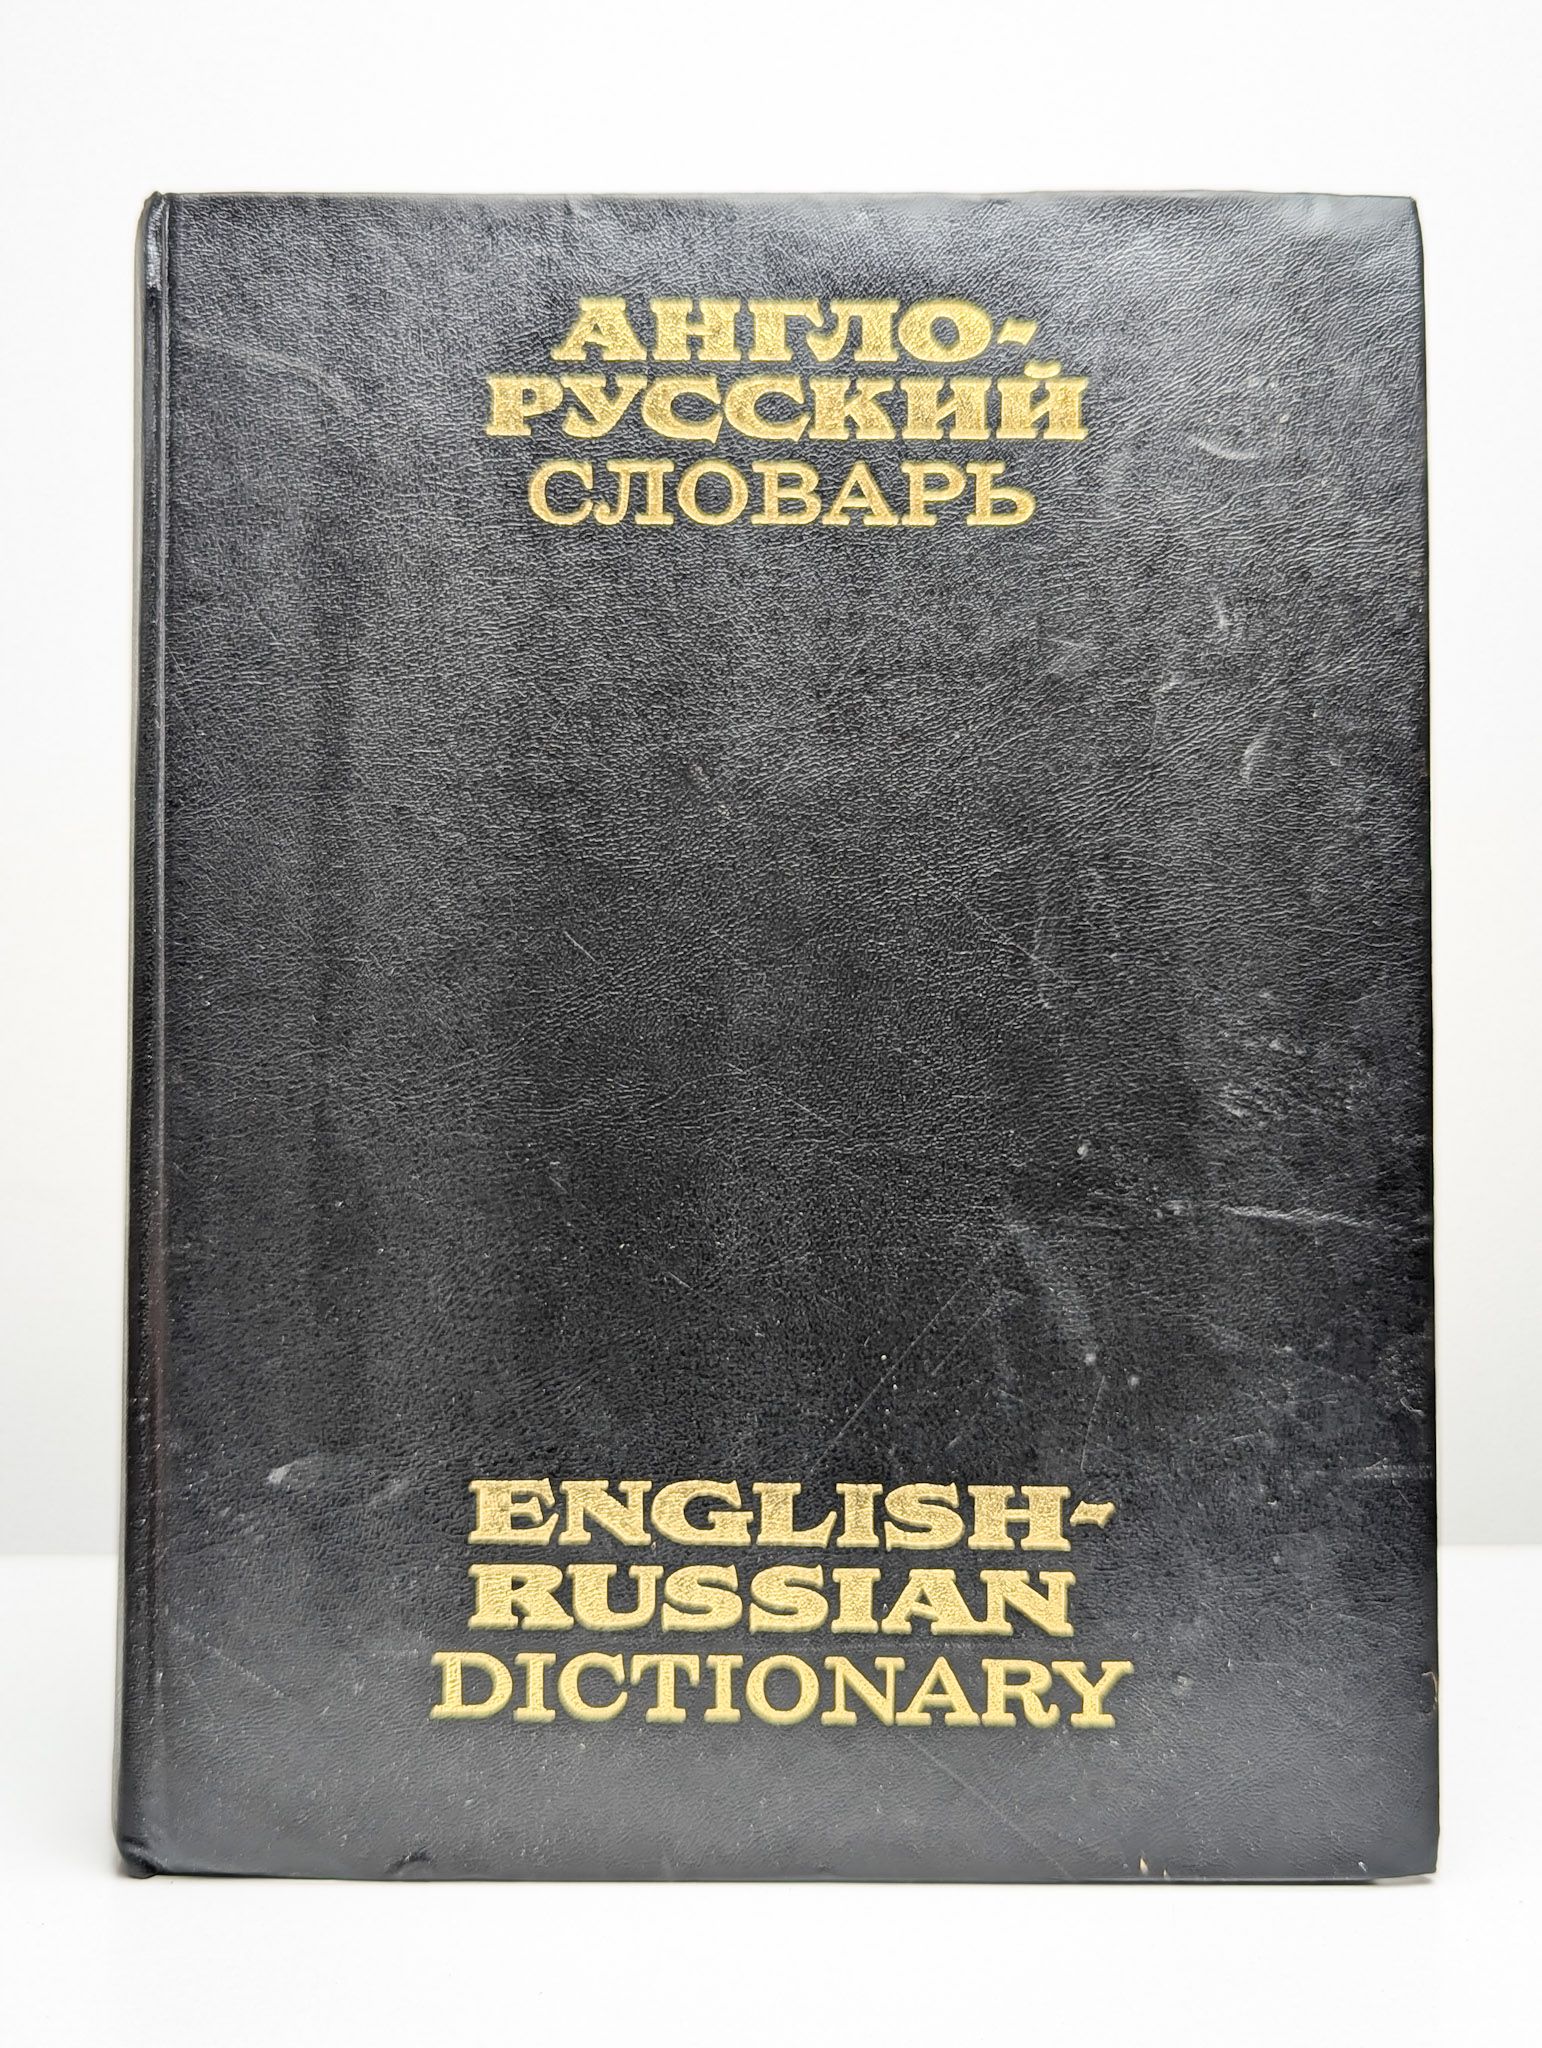 АНГЛО-
РУССКИЙ
СЛОВАРЬ
ENGLISH-
RUSSIAN
DICTIONARY